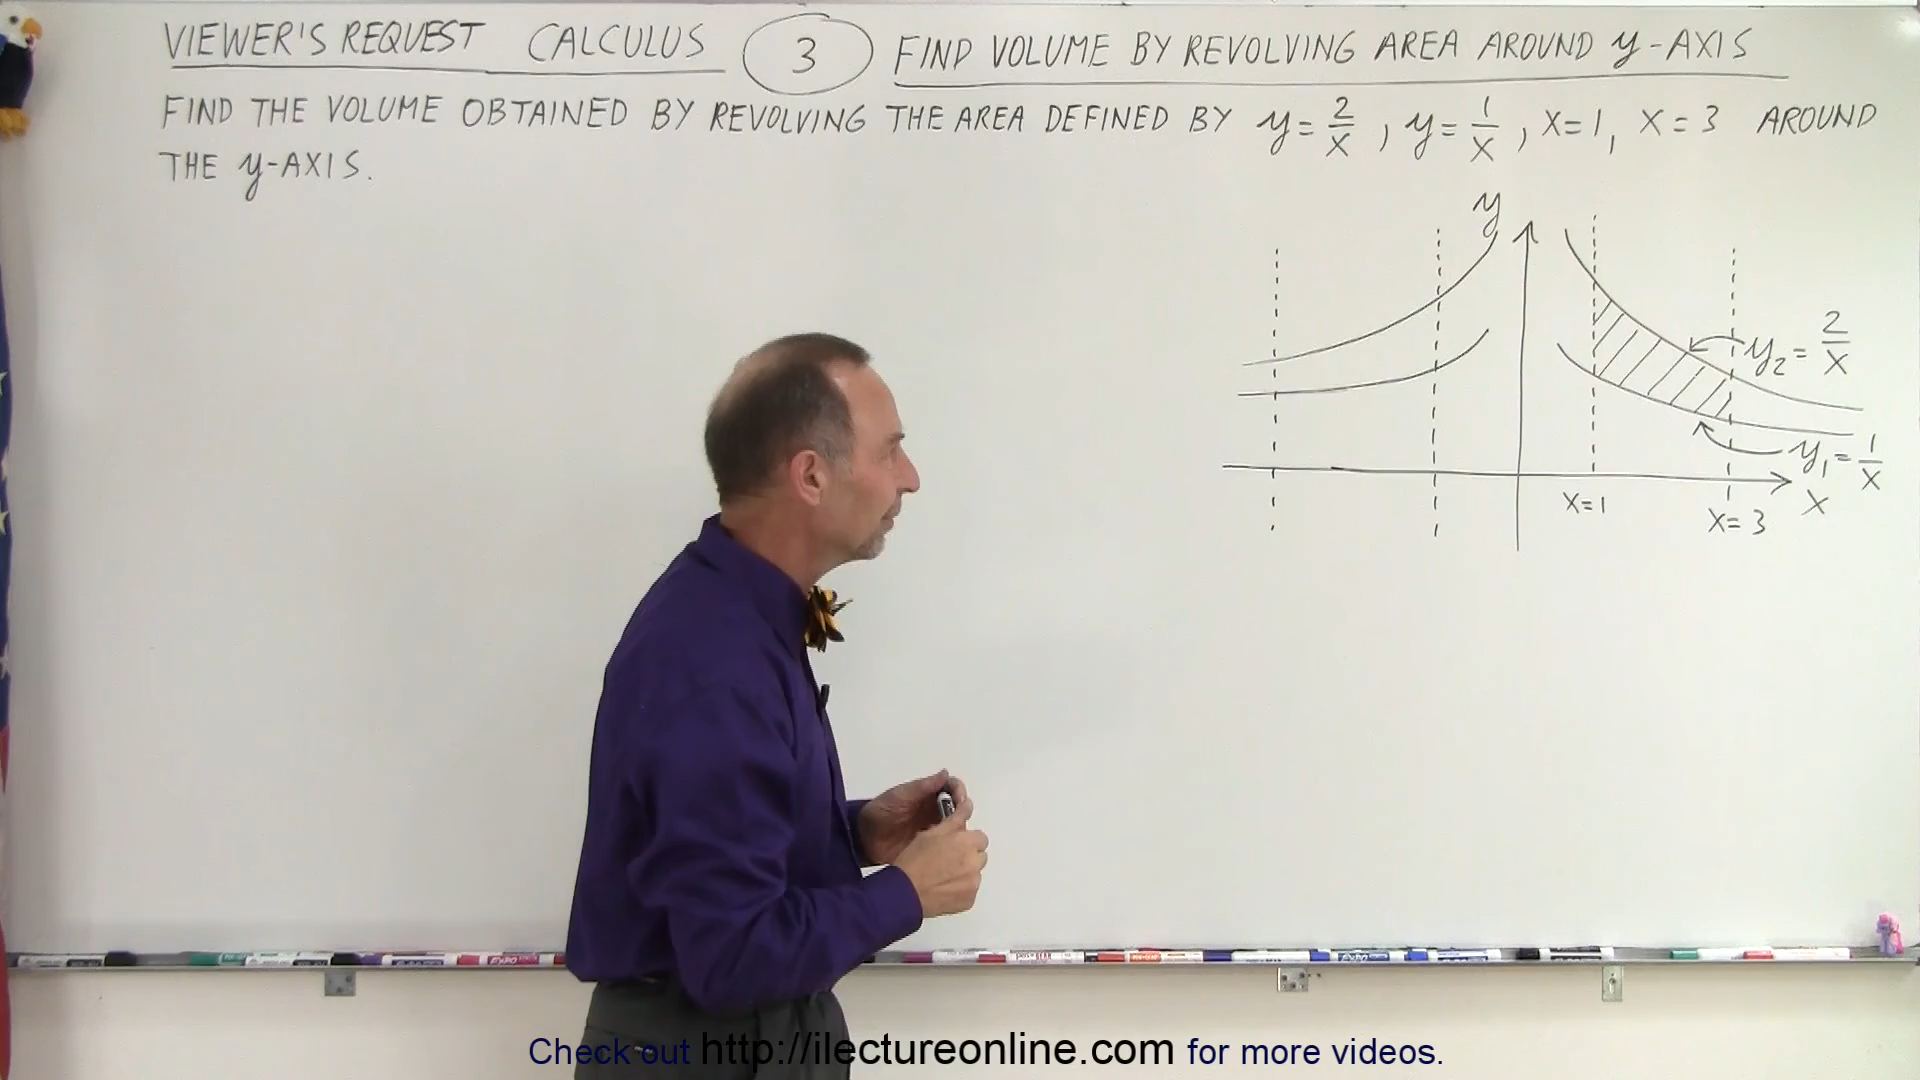 VIEWER'S REQUEST CALCULUS 3 FIND VOLUME BY REVOLVING AREA AROUND y-AXIS
FIND THE VOLUME OBTAINED BY REVOLVING THE AREA DEFINED BY y = 2/x , y = 1/x , x = 1, x = 3 AROUND
THE y-AXIS.
y
y₂ = 2/x
y₁ = 1/x
x
x=1
x=3
EXPO
EXPO
Check out http://ilectureonline.com for more videos.